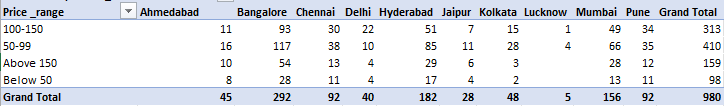 Price _range Ahmedabad Bangalore Chennai Delhi Hyderabad Jaipur Kolkata Lucknow Mumbai Pune Grand Total
100-150 11 93 30 22 51 7 15 1 49 34 313
50-99 16 117 38 10 85 11 28 4 66 35 410
Above 150 10 54 13 4 29 6 3 28 12 159
Below 50 8 28 11 4 17 4 2 13 11 98
Grand Total 45 292 92 40 182 28 48 5 156 92 980